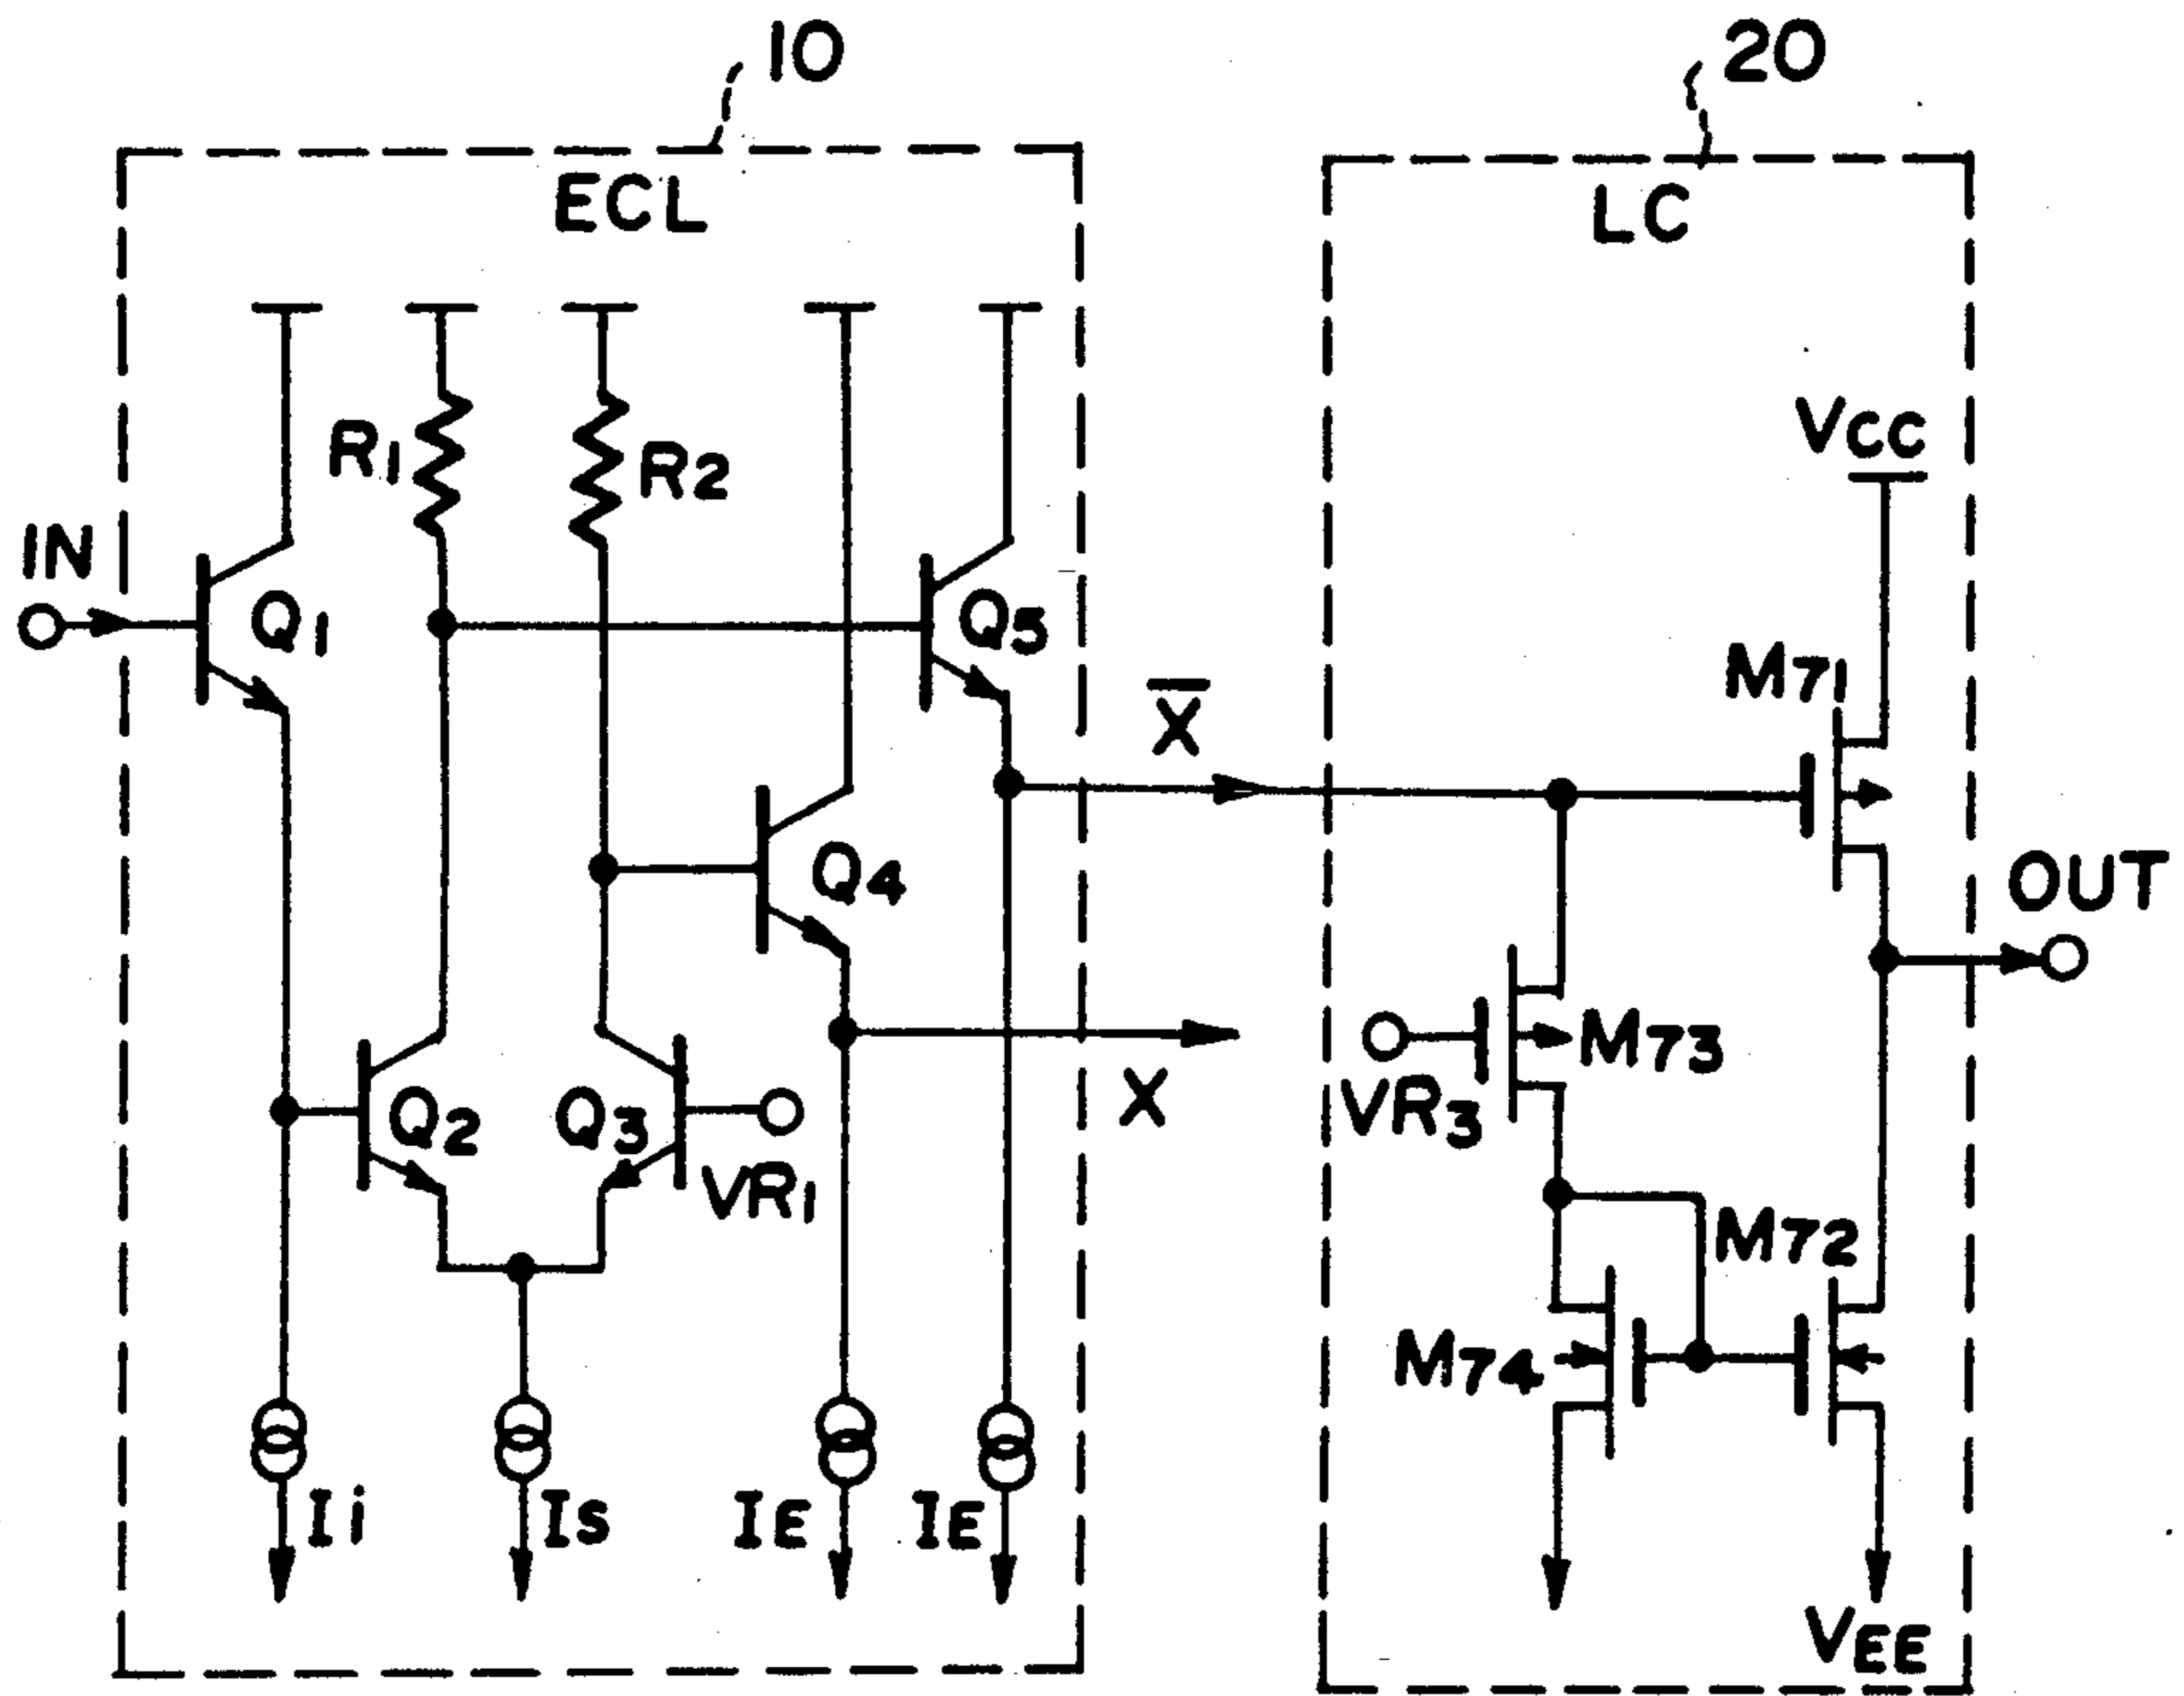 10
20
ECL
LC
VCC
R1
R2
IN
Q1
Q5
M71
X
Q4
OUT
M73
Q2
Q3
VR1
X
VR3
M72
M74
Ii
IS
IE
IE
VEE